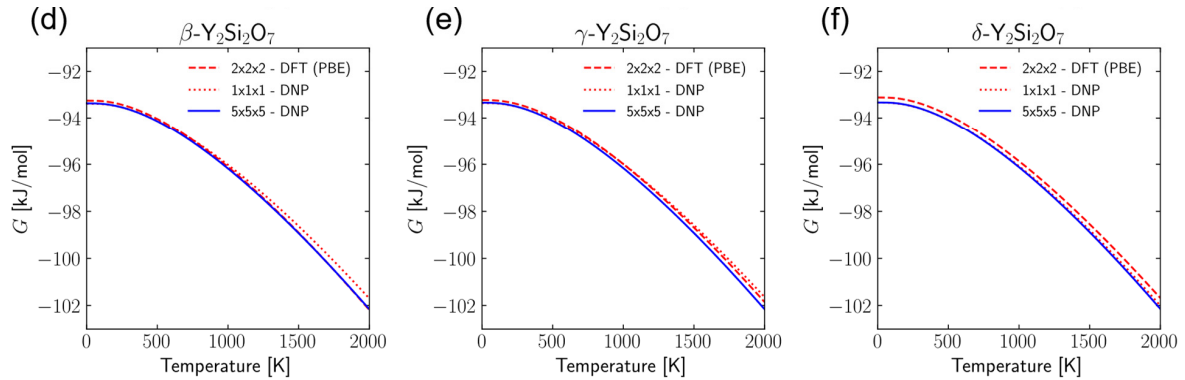 (d)
β-Y₂Si₂O₇
−92
−94
−96
−98
−100
−102
G [kJ/mol]
2x2x2 - DFT (PBE)
1x1x1 - DNP
5x5x5 - DNP
0 500 1000 1500 2000
Temperature [K]
(e)
γ-Y₂Si₂O₇
−92
−94
−96
−98
−100
−102
G [kJ/mol]
2x2x2 - DFT (PBE)
1x1x1 - DNP
5x5x5 - DNP
0 500 1000 1500 2000
Temperature [K]
(f)
δ-Y₂Si₂O₇
−92
−94
−96
−98
−100
−102
G [kJ/mol]
2x2x2 - DFT (PBE)
1x1x1 - DNP
5x5x5 - DNP
0 500 1000 1500 2000
Temperature [K]